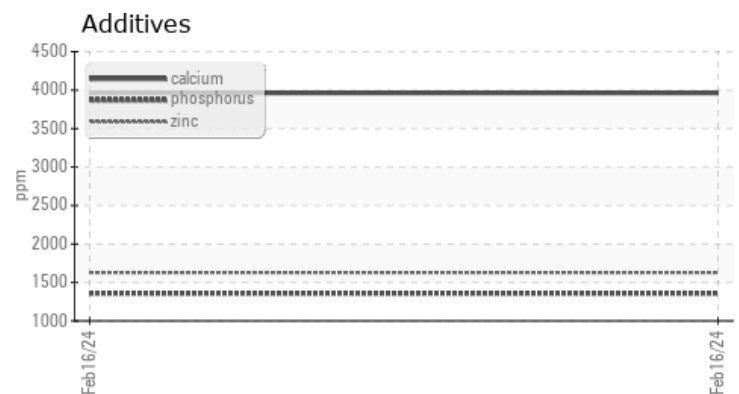 Additives
4500
4000
3500
3000
2500
2000
1500
1000
ppm
calcium
phosphorus
zinc
Feb16/24
Feb16/24